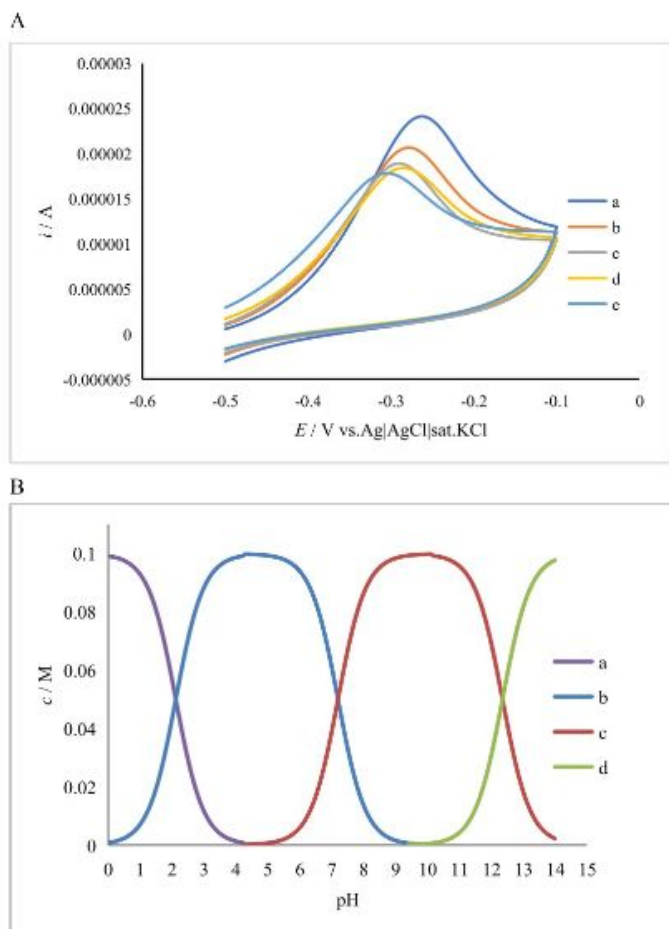 A
0.00003
0.000025
0.00002
0.000015
0.00001
0.000005
0
-0.000005
i / A
-0.6
-0.5
-0.4
-0.3
-0.2
-0.1
0
E / V vs.Ag|AgCl|sat.KCl
a
b
c
d
e
B
0.1
0.08
0.06
0.04
0.02
0
c / M
0 1 2 3 4 5 6 7 8 9 10 11 12 13 14 15
pH
a
b
c
d